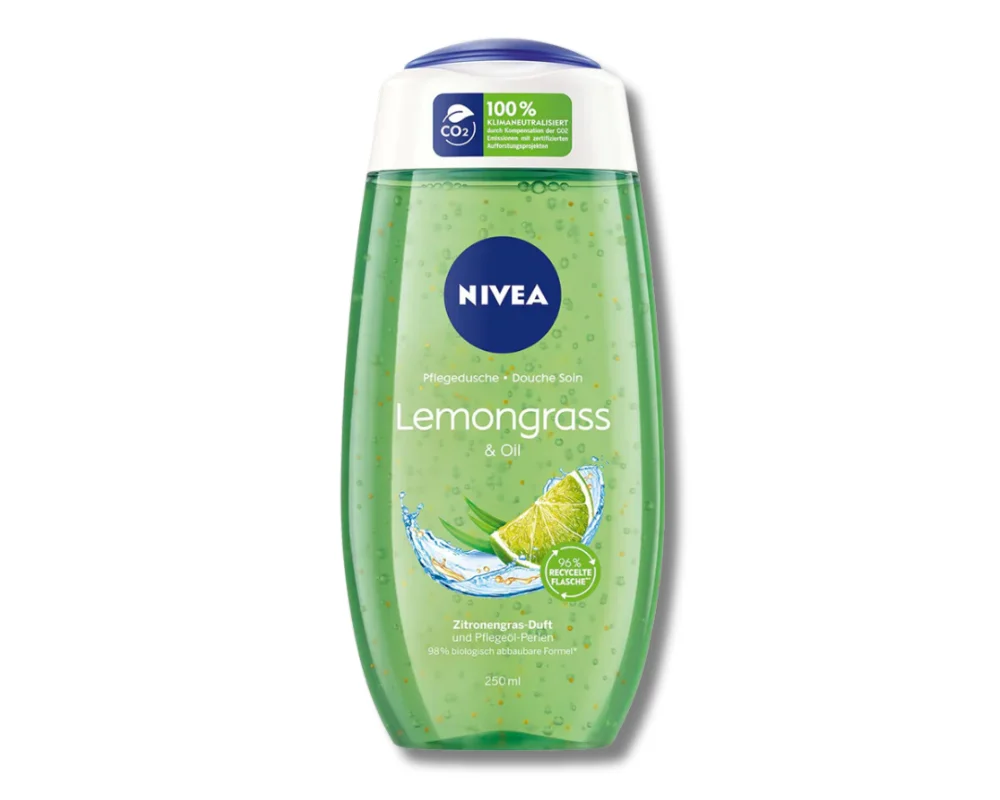 100%
KLIMANEUTRALISIERT
durch Kompensation der CO2
Emissionen mit zertifizierten
Aufforstungsprojekten
CO2
NIVEA
Pflegedusche • Douche Soin
Lemongrass
& Oil
96%
RECYCELTE
FLASCHE**
Zitronengras-Duft
und Pflegeöl-Perlen
98% biologisch abbaubare Formel*
250 ml